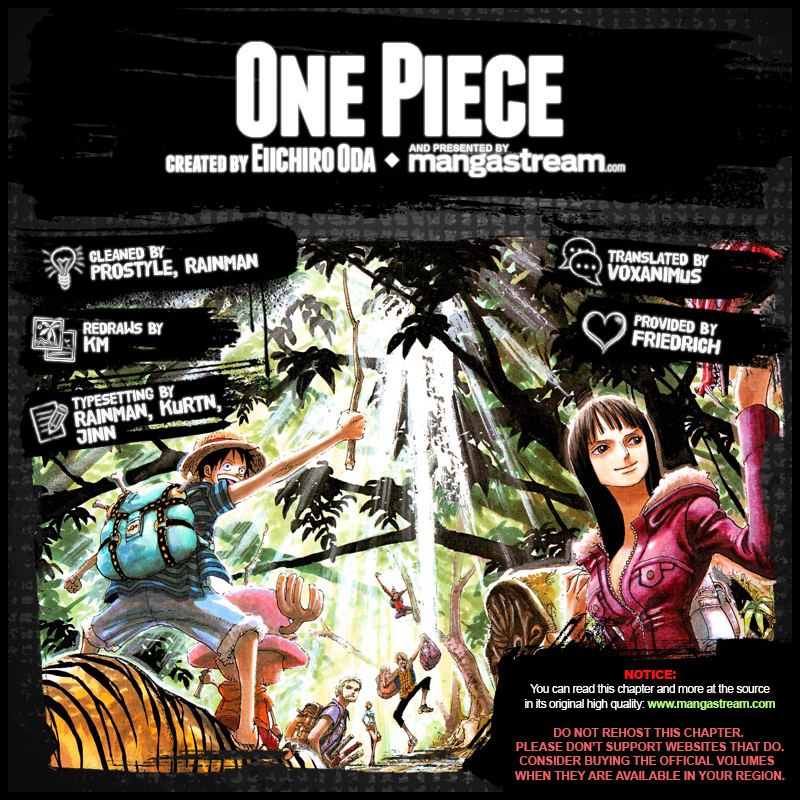 ONE PIECE
CREATED BY EIICHIRO ODA ◆ AND PRESENTED BY mangastream.com
CLEANED BY
PROSTYLE, RAINMAN
REDRAWS BY
KM
TYPESETTING BY
RAINMAN, KURTN,
JINN
TRANSLATED BY
VOXANIMUS
PROVIDED BY
FRIEDRICH
NOTICE:
You can read this chapter and more at the source
in its original high quality: www.mangastream.com
DO NOT REHOST THIS CHAPTER.
PLEASE DON'T SUPPORT WEBSITES THAT DO.
CONSIDER BUYING THE OFFICIAL VOLUMES
WHEN THEY ARE AVAILABLE IN YOUR REGION.